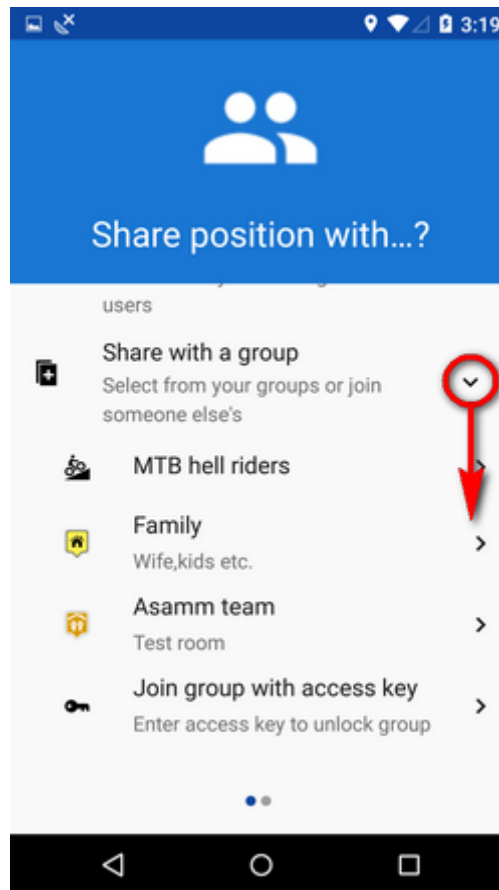 3:19
Share position with...?
users
Share with a group
Select from your groups or join
someone else's
MTB hell riders
Family
Wife,kids etc.
Asamm team
Test room
Join group with access key
Enter access key to unlock group